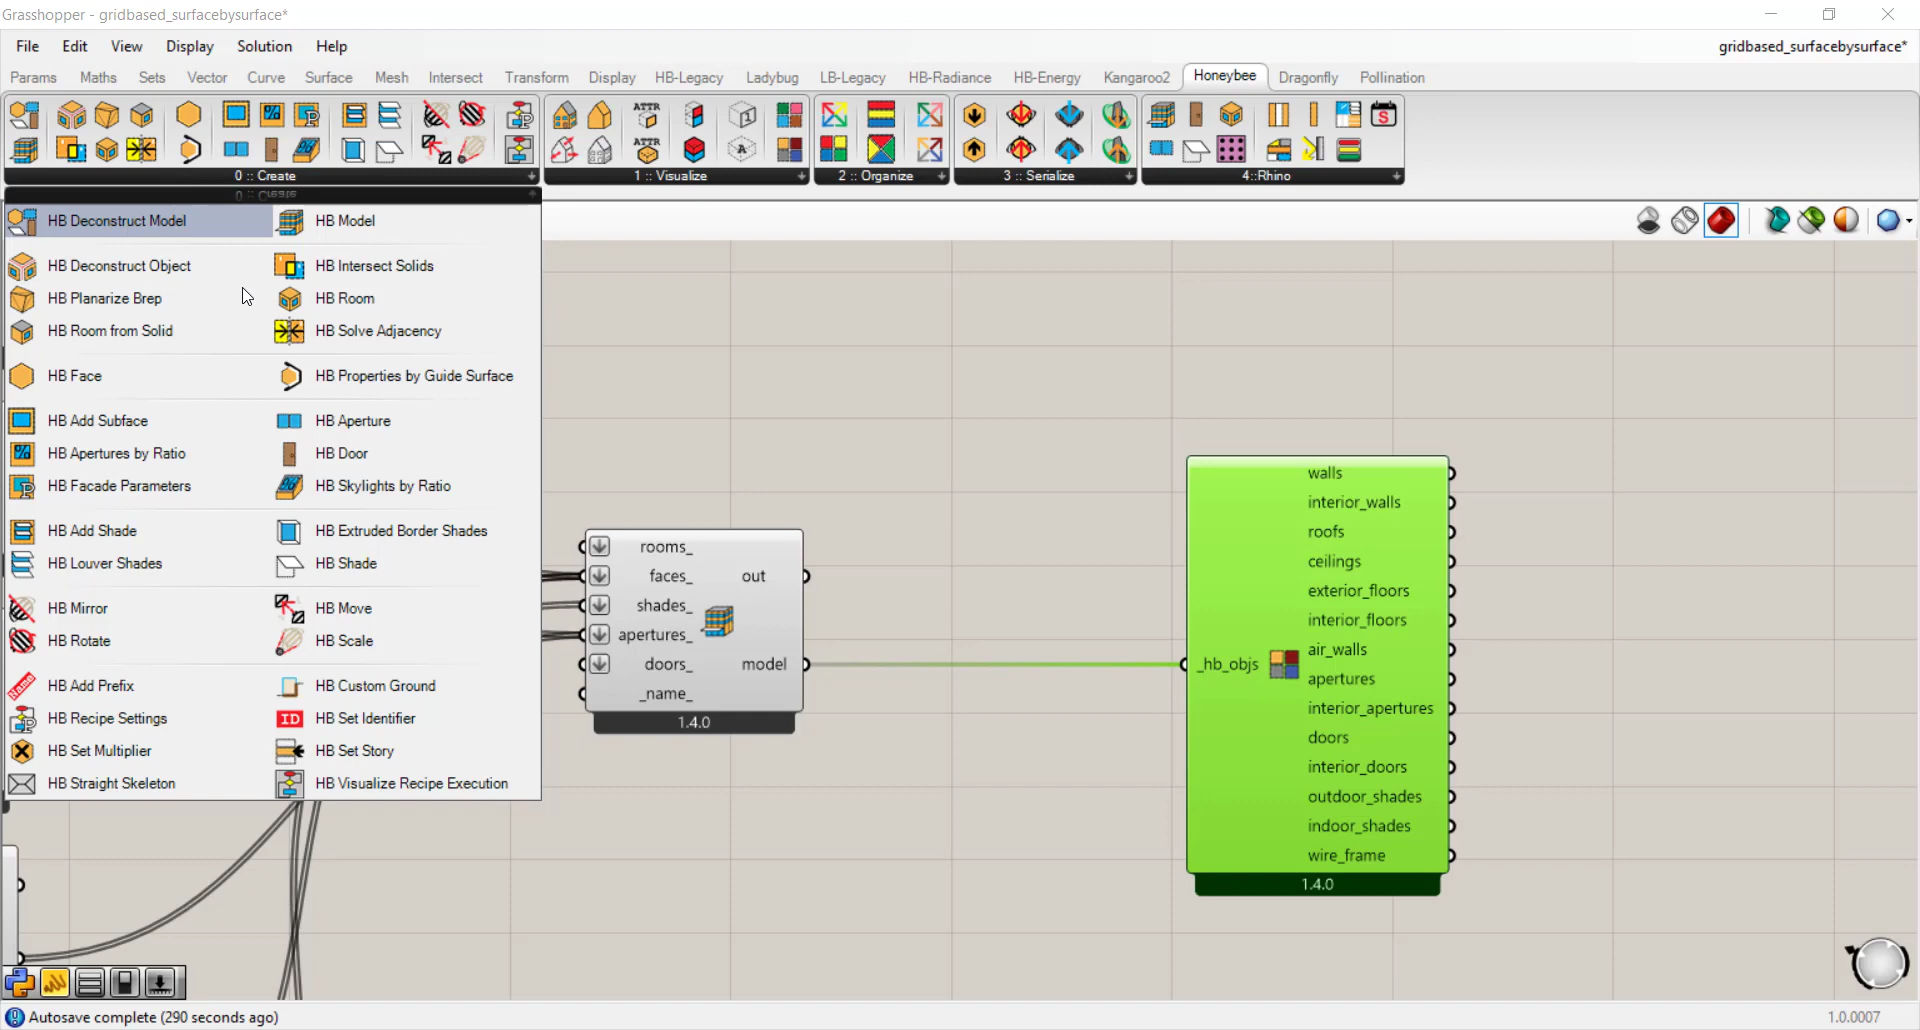 Grasshopper - gridbased_surfacebysurface*
File Edit View Display Solution Help
gridbased_surfacebysurface*
Params Maths Sets Vector Curve Surface Mesh Intersect Transform Display HB-Legacy Ladybug LB-Legacy HB-Radiance HB-Energy Kangaroo2 Honeybee Dragonfly Pollination
ATTR
ATTR
1
S
0 :: Create
1 :: Visualize
2 :: Organize
3 :: Serialize
4::Rhino
0 :: Create
HB Deconstruct Model
HB Model
HB Deconstruct Object
HB Intersect Solids
HB Planarize Brep
HB Room
HB Room from Solid
HB Solve Adjacency
HB Face
HB Properties by Guide Surface
HB Add Subface
HB Aperture
HB Apertures by Ratio
HB Door
HB Facade Parameters
HB Skylights by Ratio
HB Add Shade
HB Extruded Border Shades
HB Louver Shades
HB Shade
HB Mirror
HB Move
HB Rotate
HB Scale
HB Add Prefix
HB Custom Ground
HB Recipe Settings
ID HB Set Identifier
HB Set Multiplier
HB Set Story
HB Straight Skeleton
HB Visualize Recipe Execution
rooms_
faces_
shades_
apertures_
doors_
_name_
out
model
1.4.0
_hb_objs
walls
interior_walls
roofs
ceilings
exterior_floors
interior_floors
air_walls
apertures
interior_apertures
doors
interior_doors
outdoor_shades
indoor_shades
wire_frame
1.4.0
Autosave complete (290 seconds ago)
1.0.0007